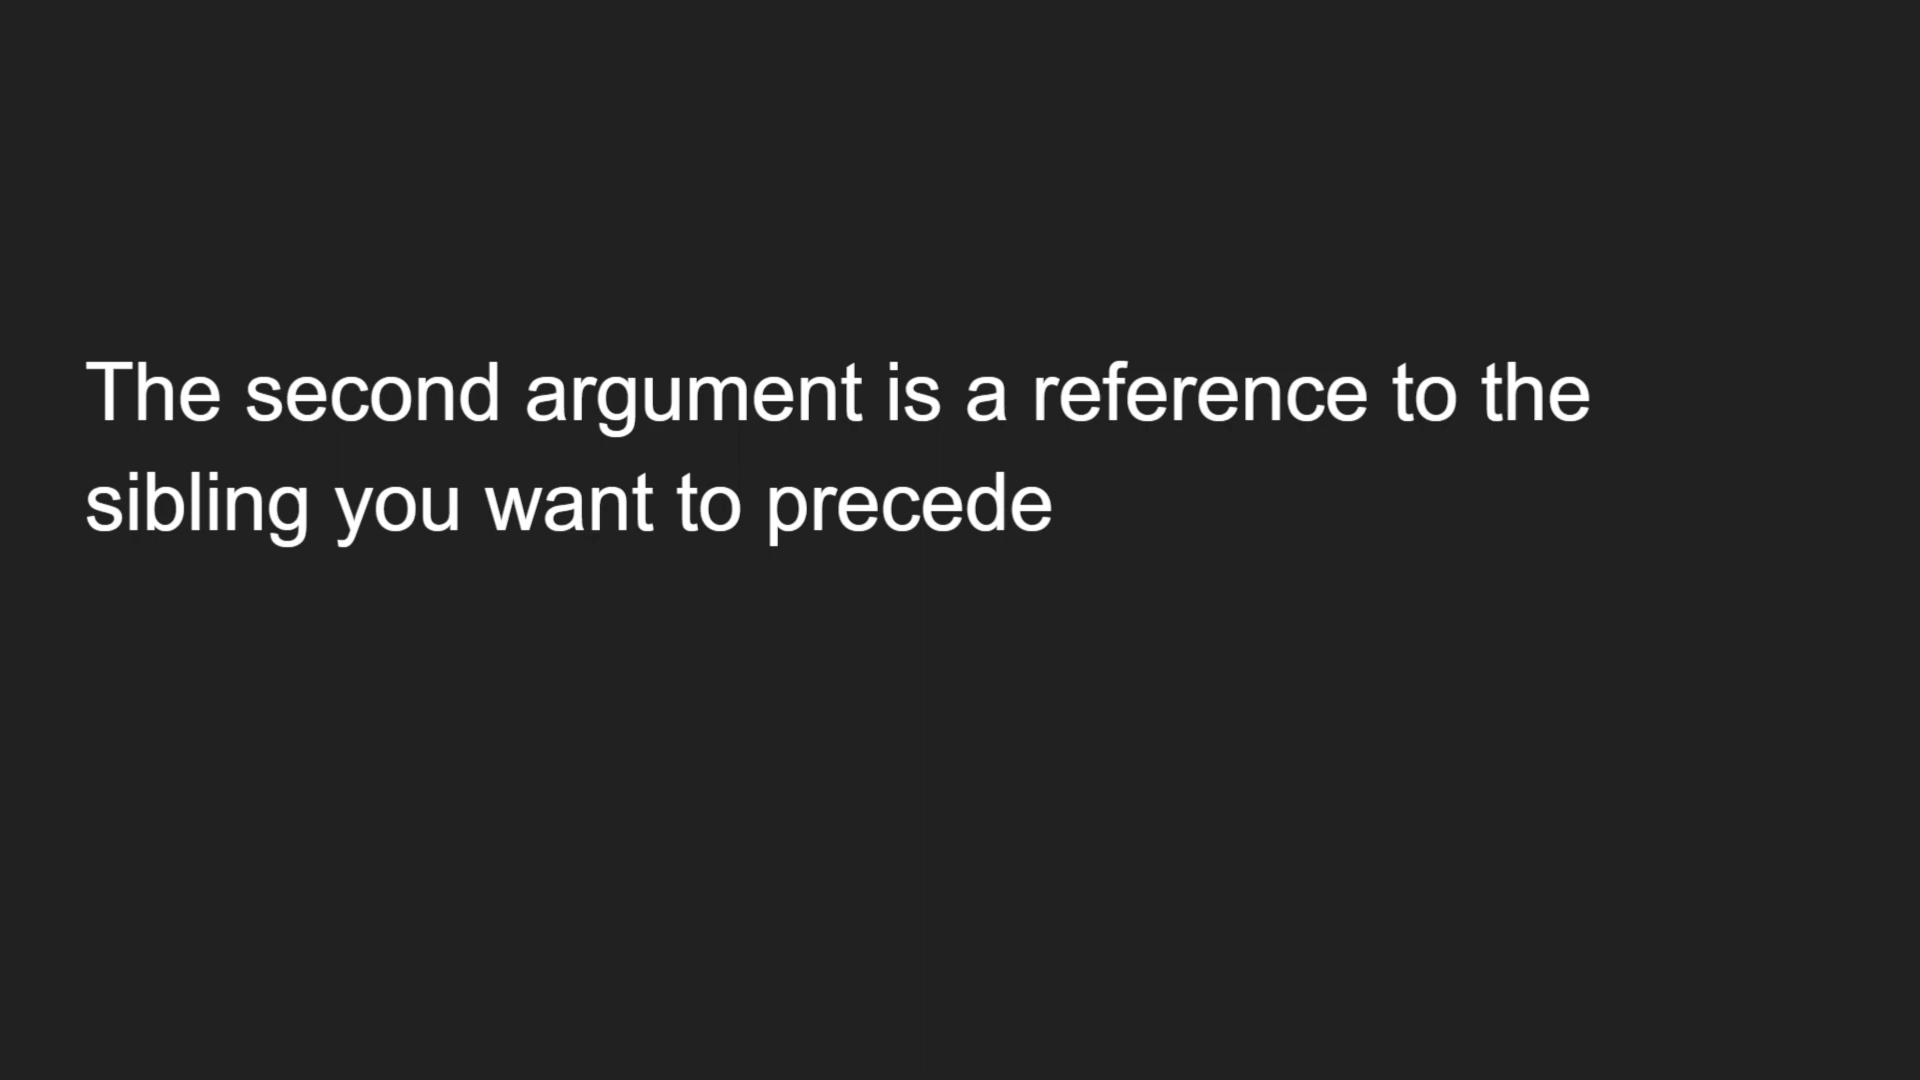 The second argument is a reference to the
sibling you want to precede